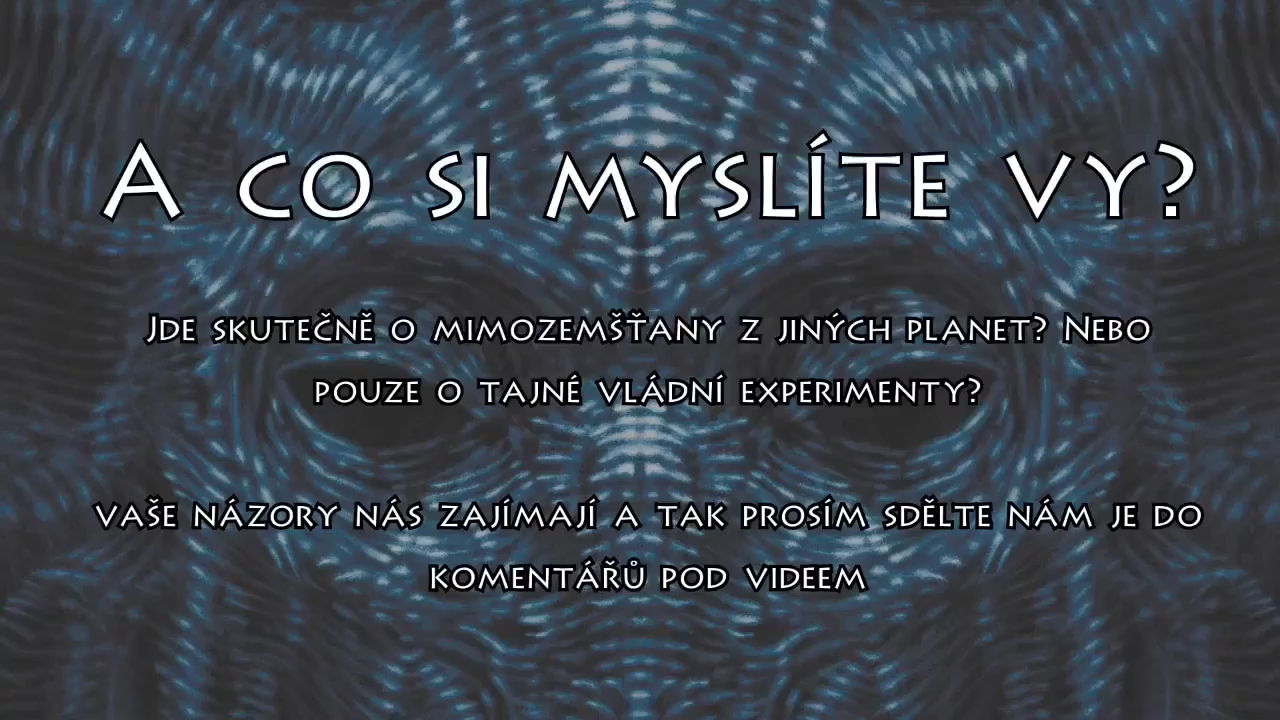 A co si myslíte vy?
Jde skutečně o mimozemšťany z jiných planet? Nebo
pouze o tajné vládní experimenty?
vaše názory nás zajímají a tak prosím sdělte nám je do
komentářů pod videem